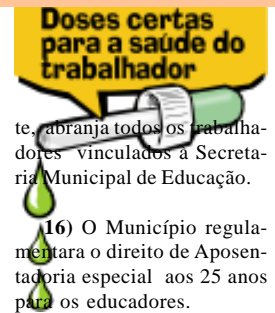 Doses certas
para a saúde do
trabalhador
te, abranja todos os trabalha-
dores vinculados à Secreta-
ria Municipal de Educação.
16) O Município regula-
mentara o direito de Aposen-
tadoria especial aos 25 anos
para os educadores.